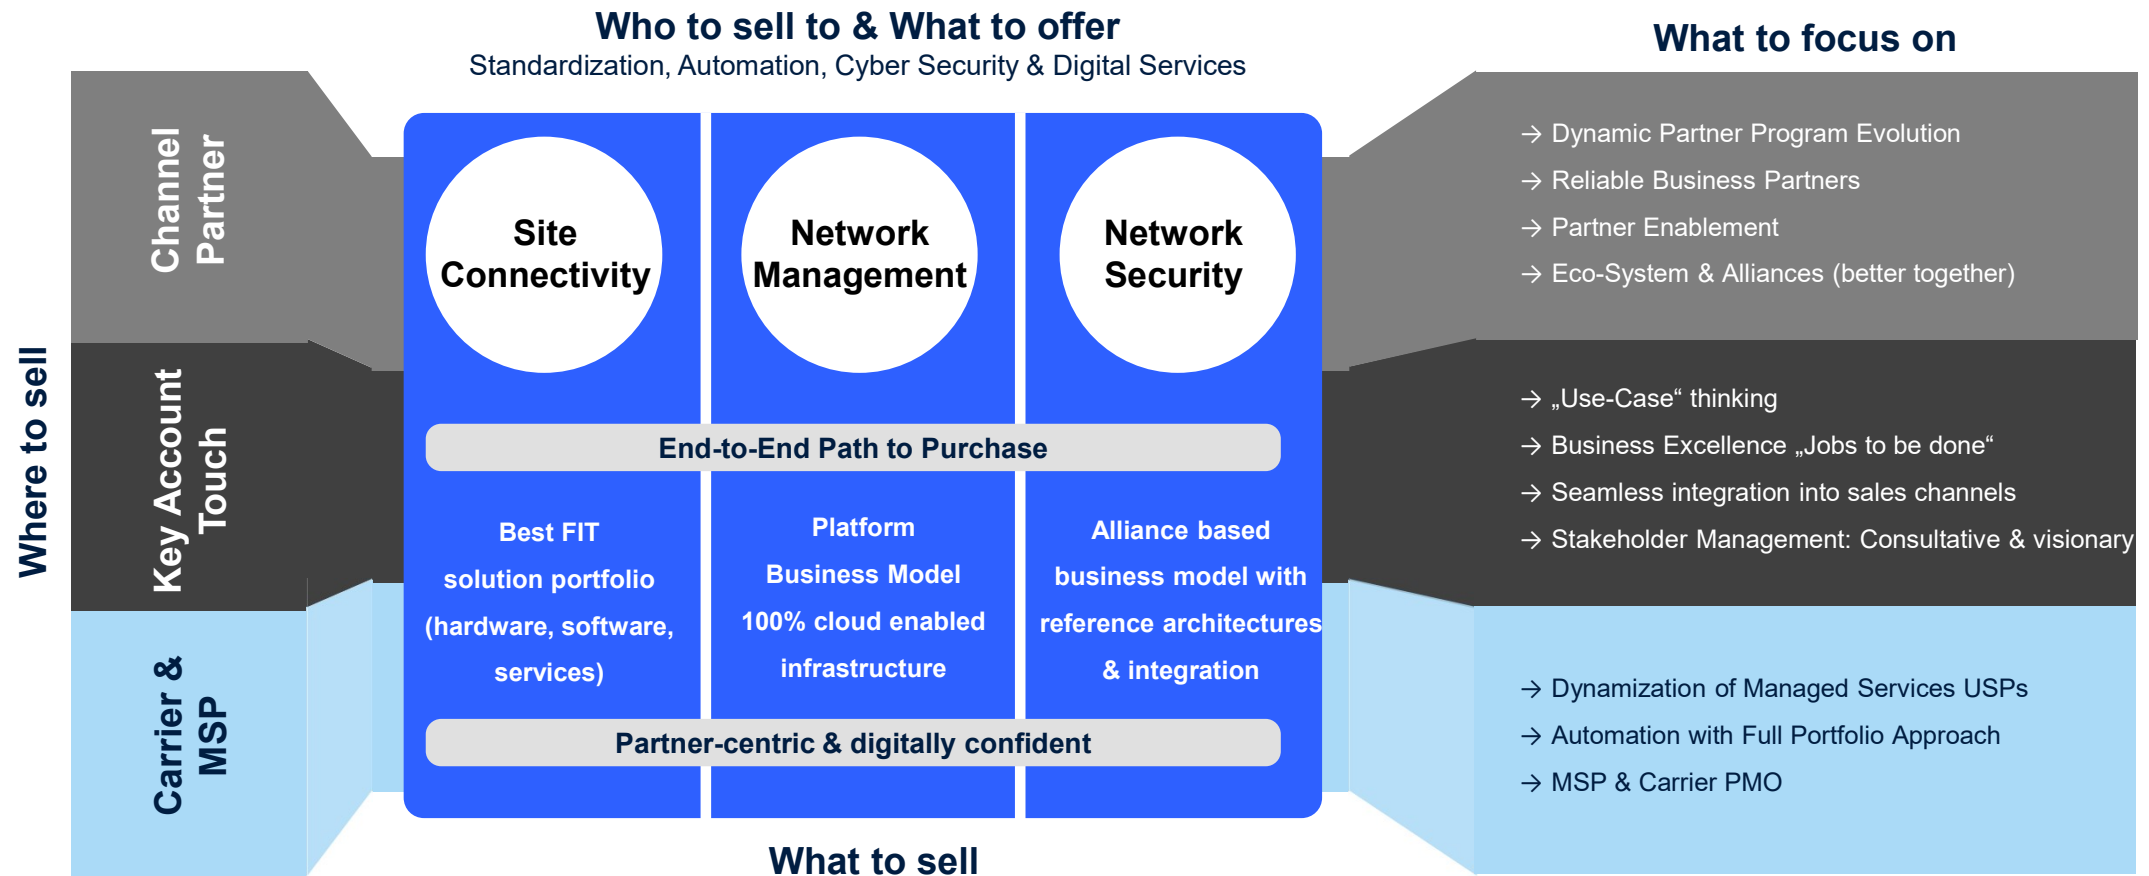 Who to sell to & What to offer
Standardization, Automation, Cyber Security & Digital Services
What to focus on
Where to sell
Channel
Partner
Key Account
Touch
Carrier &
MSP
Site
Connectivity
Network
Management
Network
Security
End-to-End Path to Purchase
Best FIT
solution portfolio
(hardware, software,
services)
Platform
Business Model
100% cloud enabled
infrastructure
Alliance based
business model with
reference architectures
& integration
Partner-centric & digitally confident
What to sell
→ Dynamic Partner Program Evolution
→ Reliable Business Partners
→ Partner Enablement
→ Eco-System & Alliances (better together)
→ „Use-Case“ thinking
→ Business Excellence „Jobs to be done“
→ Seamless integration into sales channels
→ Stakeholder Management: Consultative & visionary
→ Dynamization of Managed Services USPs
→ Automation with Full Portfolio Approach
→ MSP & Carrier PMO